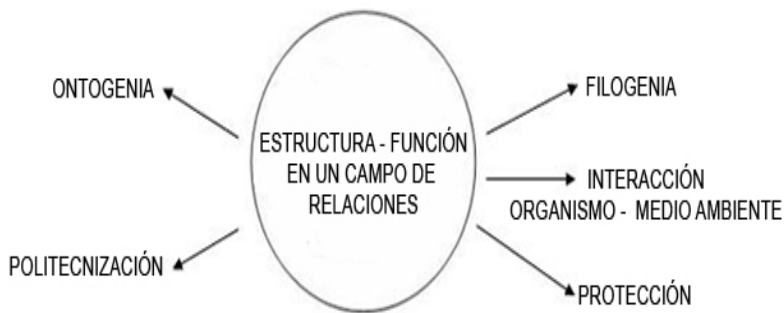 ONTOGENIA
FILOGENIA
ESTRUCTURA - FUNCIÓN
EN UN CAMPO DE
RELACIONES
INTERACCIÓN
ORGANISMO - MEDIO AMBIENTE
POLITECNIZACIÓN
PROTECCIÓN